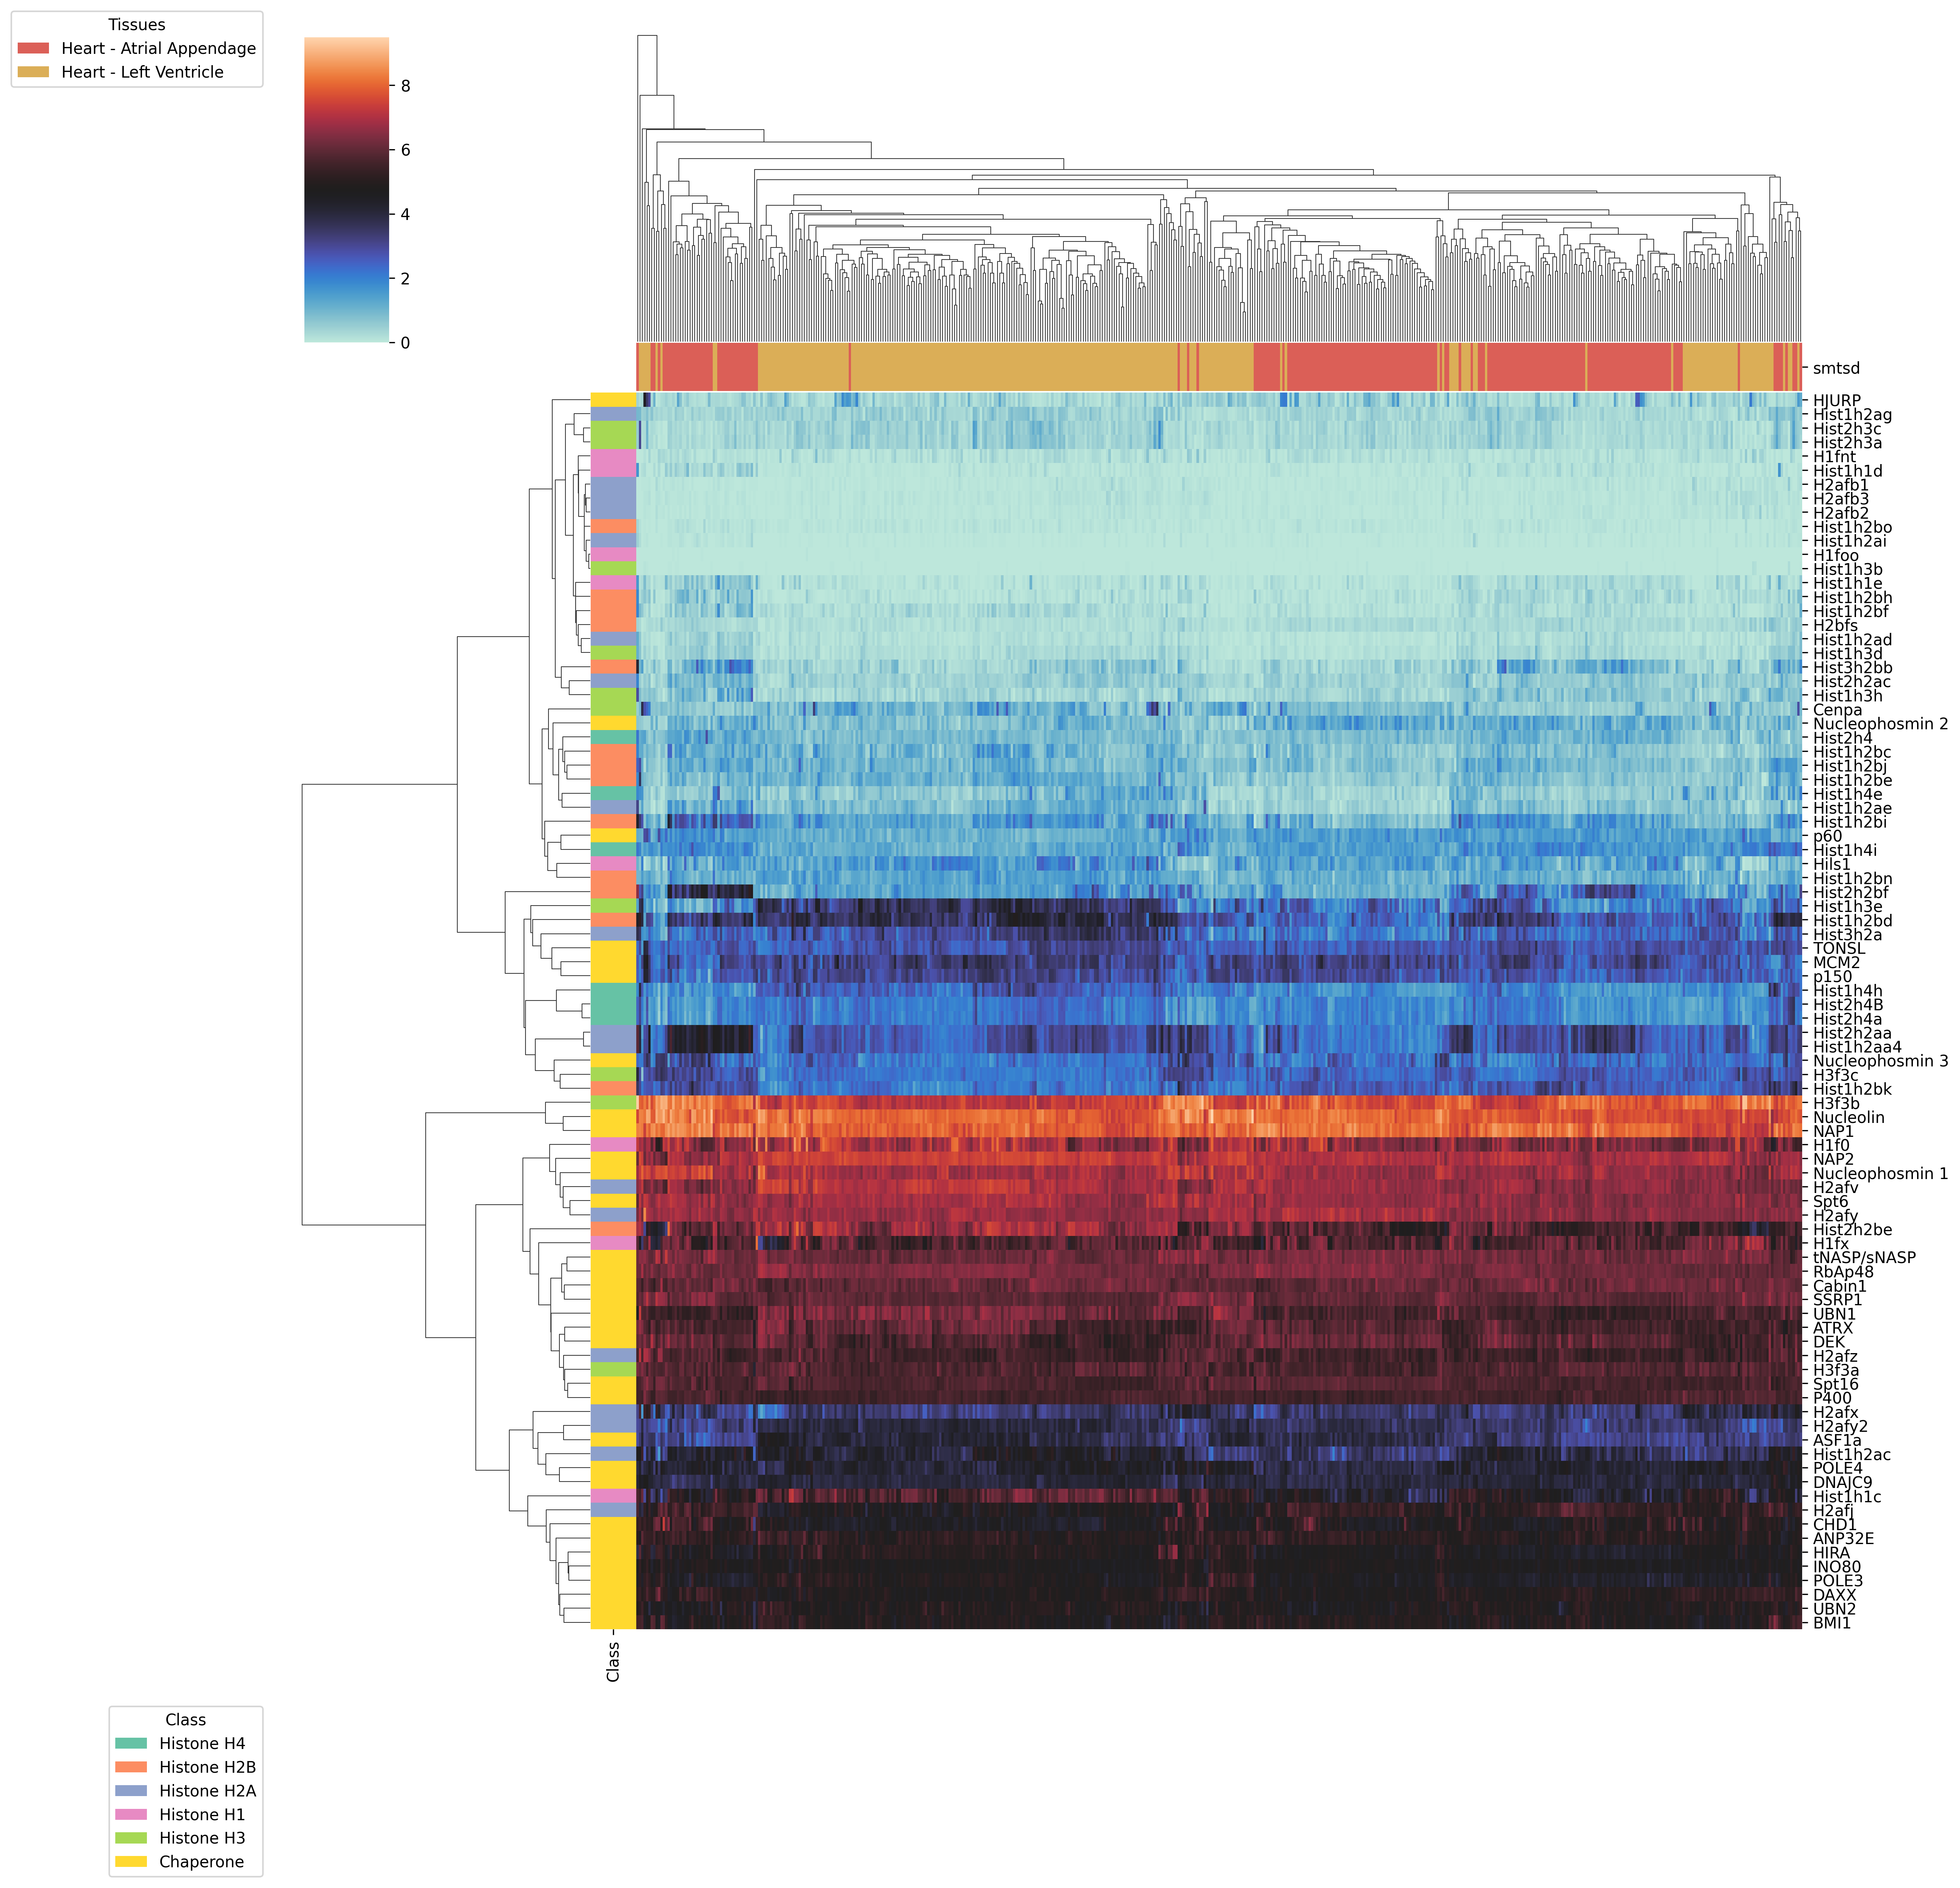 Tissues
Heart - Atrial Appendage
Heart - Left Ventricle
8
6
4
2
0
smtsd
HJURP
Hist1h2ag
Hist2h3c
Hist2h3a
H1fnt
Hist1h1d
H2afb1
H2afb3
H2afb2
Hist1h2bo
Hist1h2ai
H1foo
Hist1h3b
Hist1h1e
Hist1h2bh
Hist1h2bf
H2bfs
Hist1h2ad
Hist1h3d
Hist3h2bb
Hist2h2ac
Hist1h3h
Cenpa
Nucleophosmin 2
Hist2h4
Hist1h2bc
Hist1h2bj
Hist1h2be
Hist1h4e
Hist1h2ae
Hist1h2bi
p60
Hist1h4i
Hils1
Hist1h2bn
Hist2h2bf
Hist1h3e
Hist1h2bd
Hist3h2a
TONSL
MCM2
p150
Hist1h4h
Hist2h4B
Hist2h4a
Hist2h2aa
Hist1h2aa4
Nucleophosmin 3
H3f3c
Hist1h2bk
H3f3b
Nucleolin
NAP1
H1f0
NAP2
Nucleophosmin 1
H2afv
Spt6
H2afy
Hist2h2be
H1fx
tNASP/sNASP
RbAp48
Cabin1
SSRP1
UBN1
ATRX
DEK
H2afz
H3f3a
Spt16
P400
H2afx
H2afy2
ASF1a
Hist1h2ac
POLE4
DNAJC9
Hist1h1c
H2afj
CHD1
ANP32E
HIRA
INO80
POLE3
DAXX
UBN2
BMI1
Class
Class
Histone H4
Histone H2B
Histone H2A
Histone H1
Histone H3
Chaperone